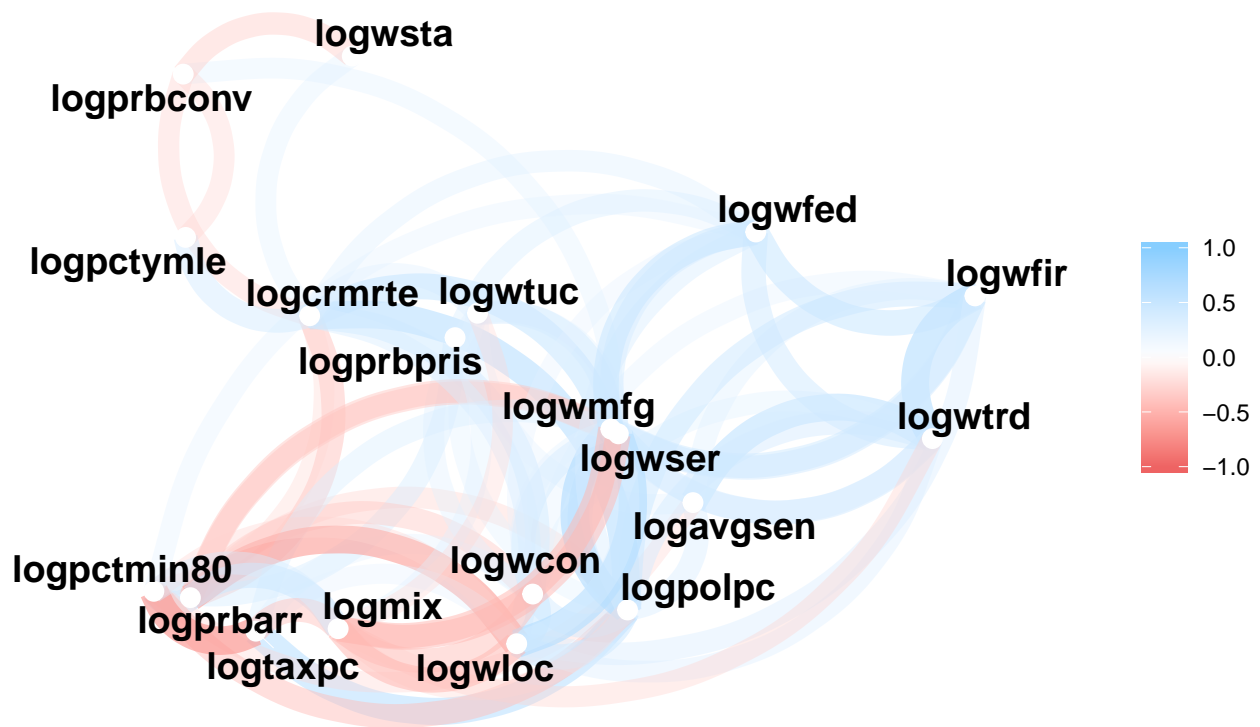 logwsta
logprbconv
logwfed
logpctymle
logwfir
logcrmrte
logwtuc
logprbpris
logwmfg
logwtrd
logwser
logavgsen
logwcon
logpctmin80
logpolpc
logmix
logprbarr
logtaxpc
logwloc
1.0
0.5
0.0
−0.5
−1.0